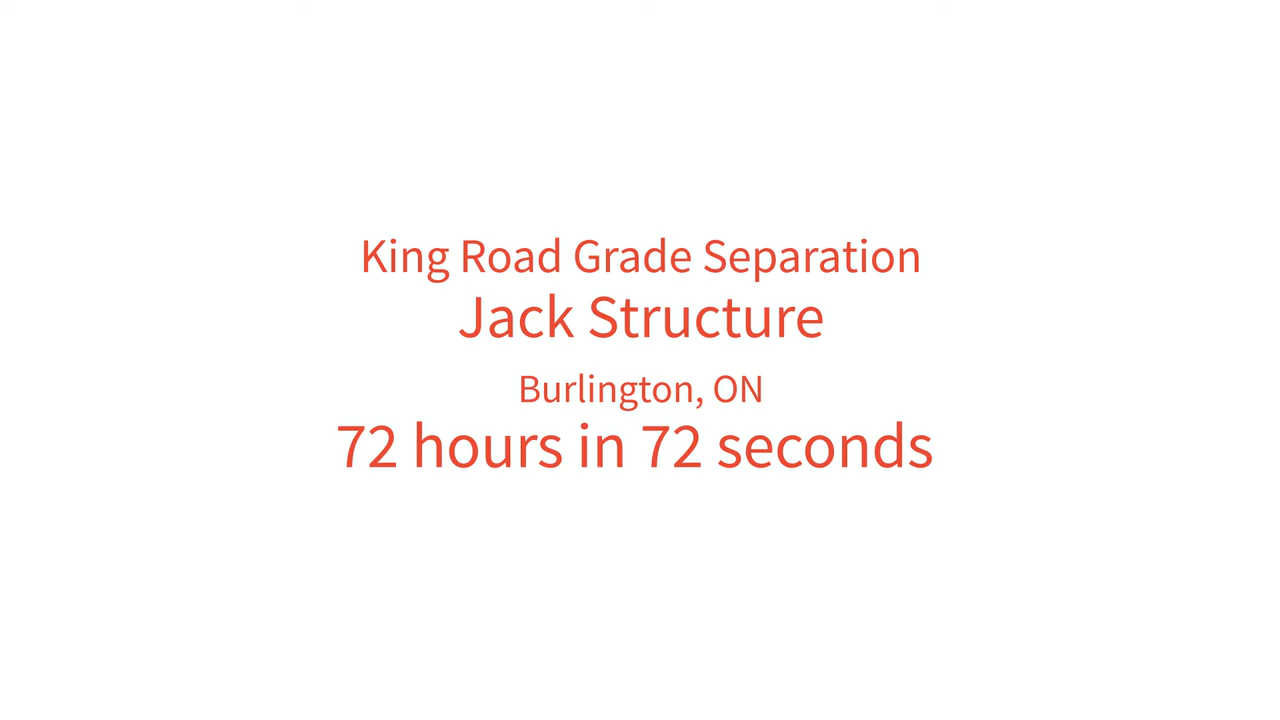 King Road Grade Separation
Jack Structure
Burlington, ON
72 hours in 72 seconds